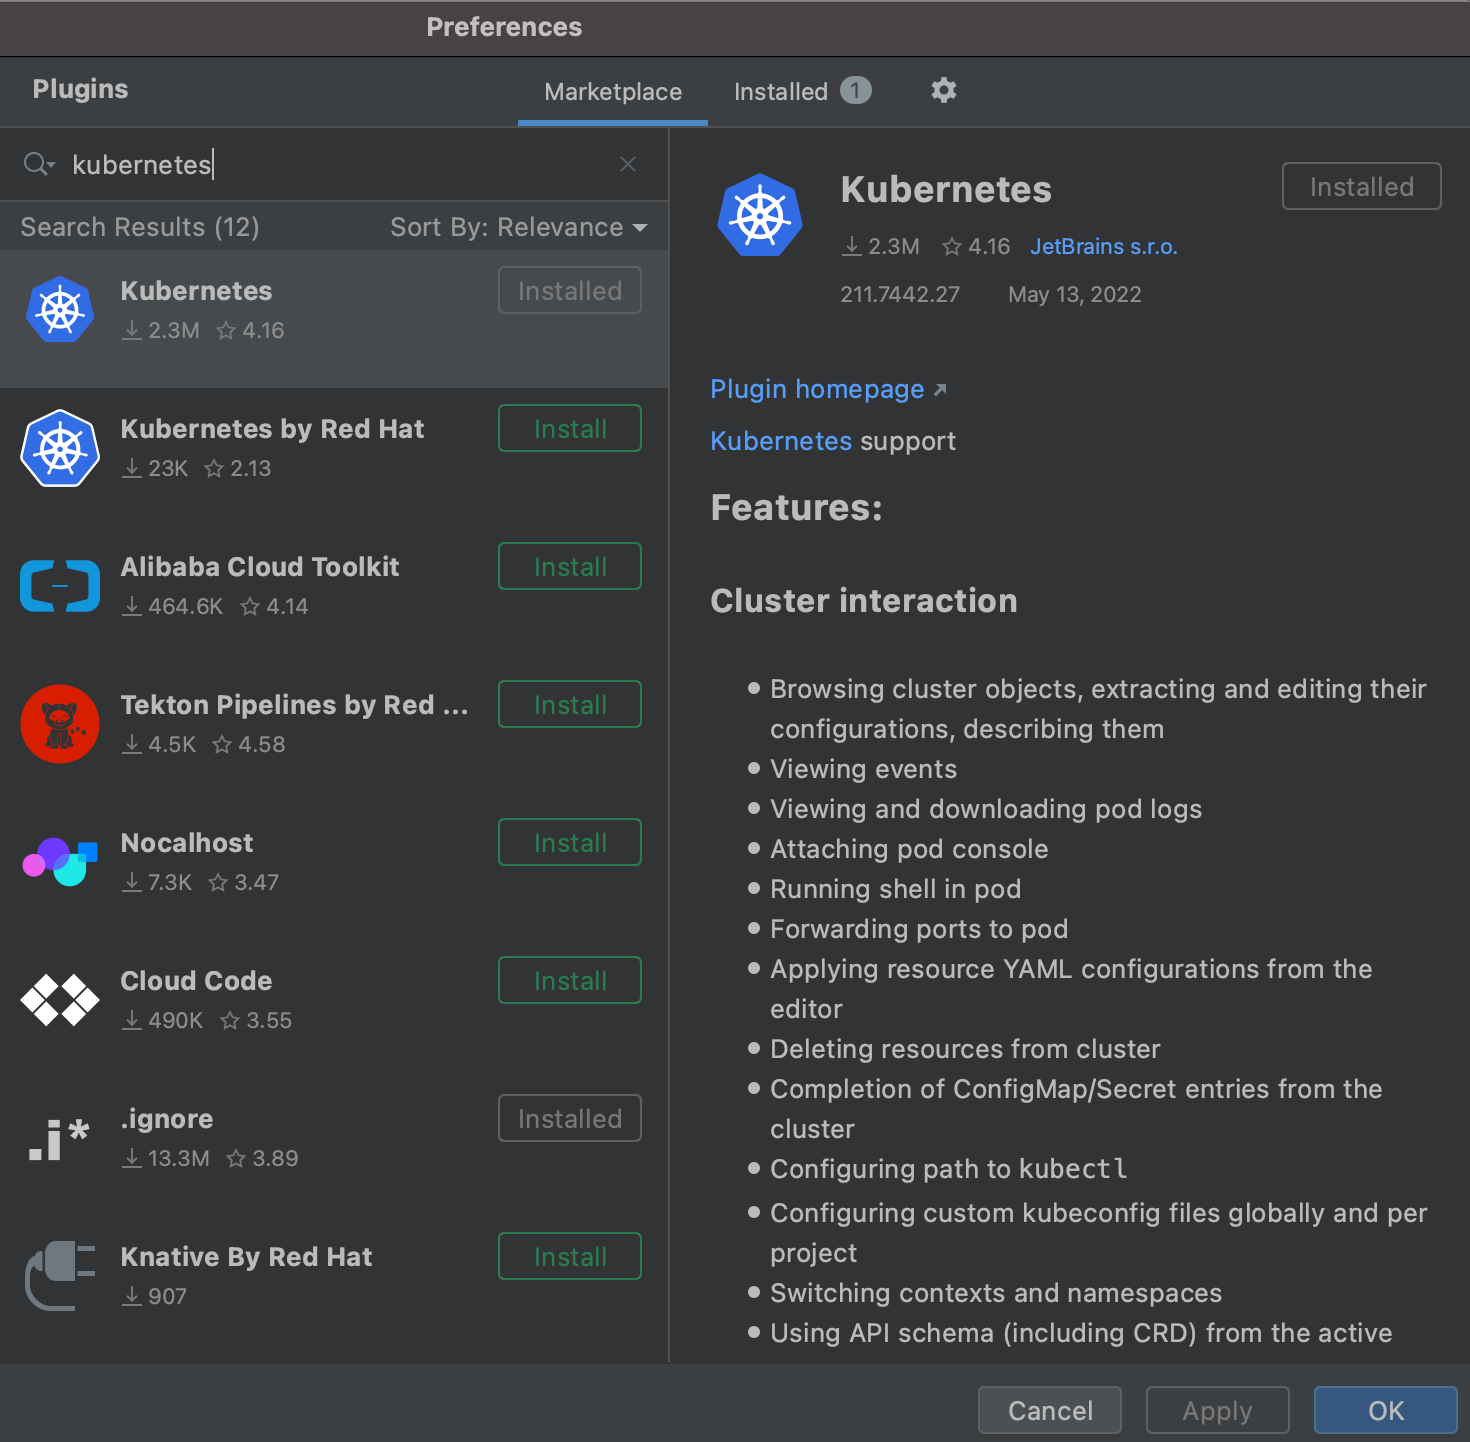 Preferences
Plugins
Marketplace
Installed 1
kubernetes
Search Results (12)
Sort By: Relevance
Kubernetes
2.3M 4.16
Installed
Kubernetes by Red Hat
23K 2.13
Install
Alibaba Cloud Toolkit
464.6K 4.14
Install
Tekton Pipelines by Red ...
4.5K 4.58
Install
Nocalhost
7.3K 3.47
Install
Cloud Code
490K 3.55
Install
.i*
.ignore
13.3M 3.89
Installed
Knative By Red Hat
907
Install
Kubernetes
Installed
2.3M 4.16 JetBrains s.r.o.
211.7442.27 May 13, 2022
Plugin homepage
Kubernetes support
Features:
Cluster interaction
Browsing cluster objects, extracting and editing their
configurations, describing them
Viewing events
Viewing and downloading pod logs
Attaching pod console
Running shell in pod
Forwarding ports to pod
Applying resource YAML configurations from the
editor
Deleting resources from cluster
Completion of ConfigMap/Secret entries from the
cluster
Configuring path to kubectl
Configuring custom kubeconfig files globally and per
project
Switching contexts and namespaces
Using API schema (including CRD) from the active
Cancel
Apply
OK